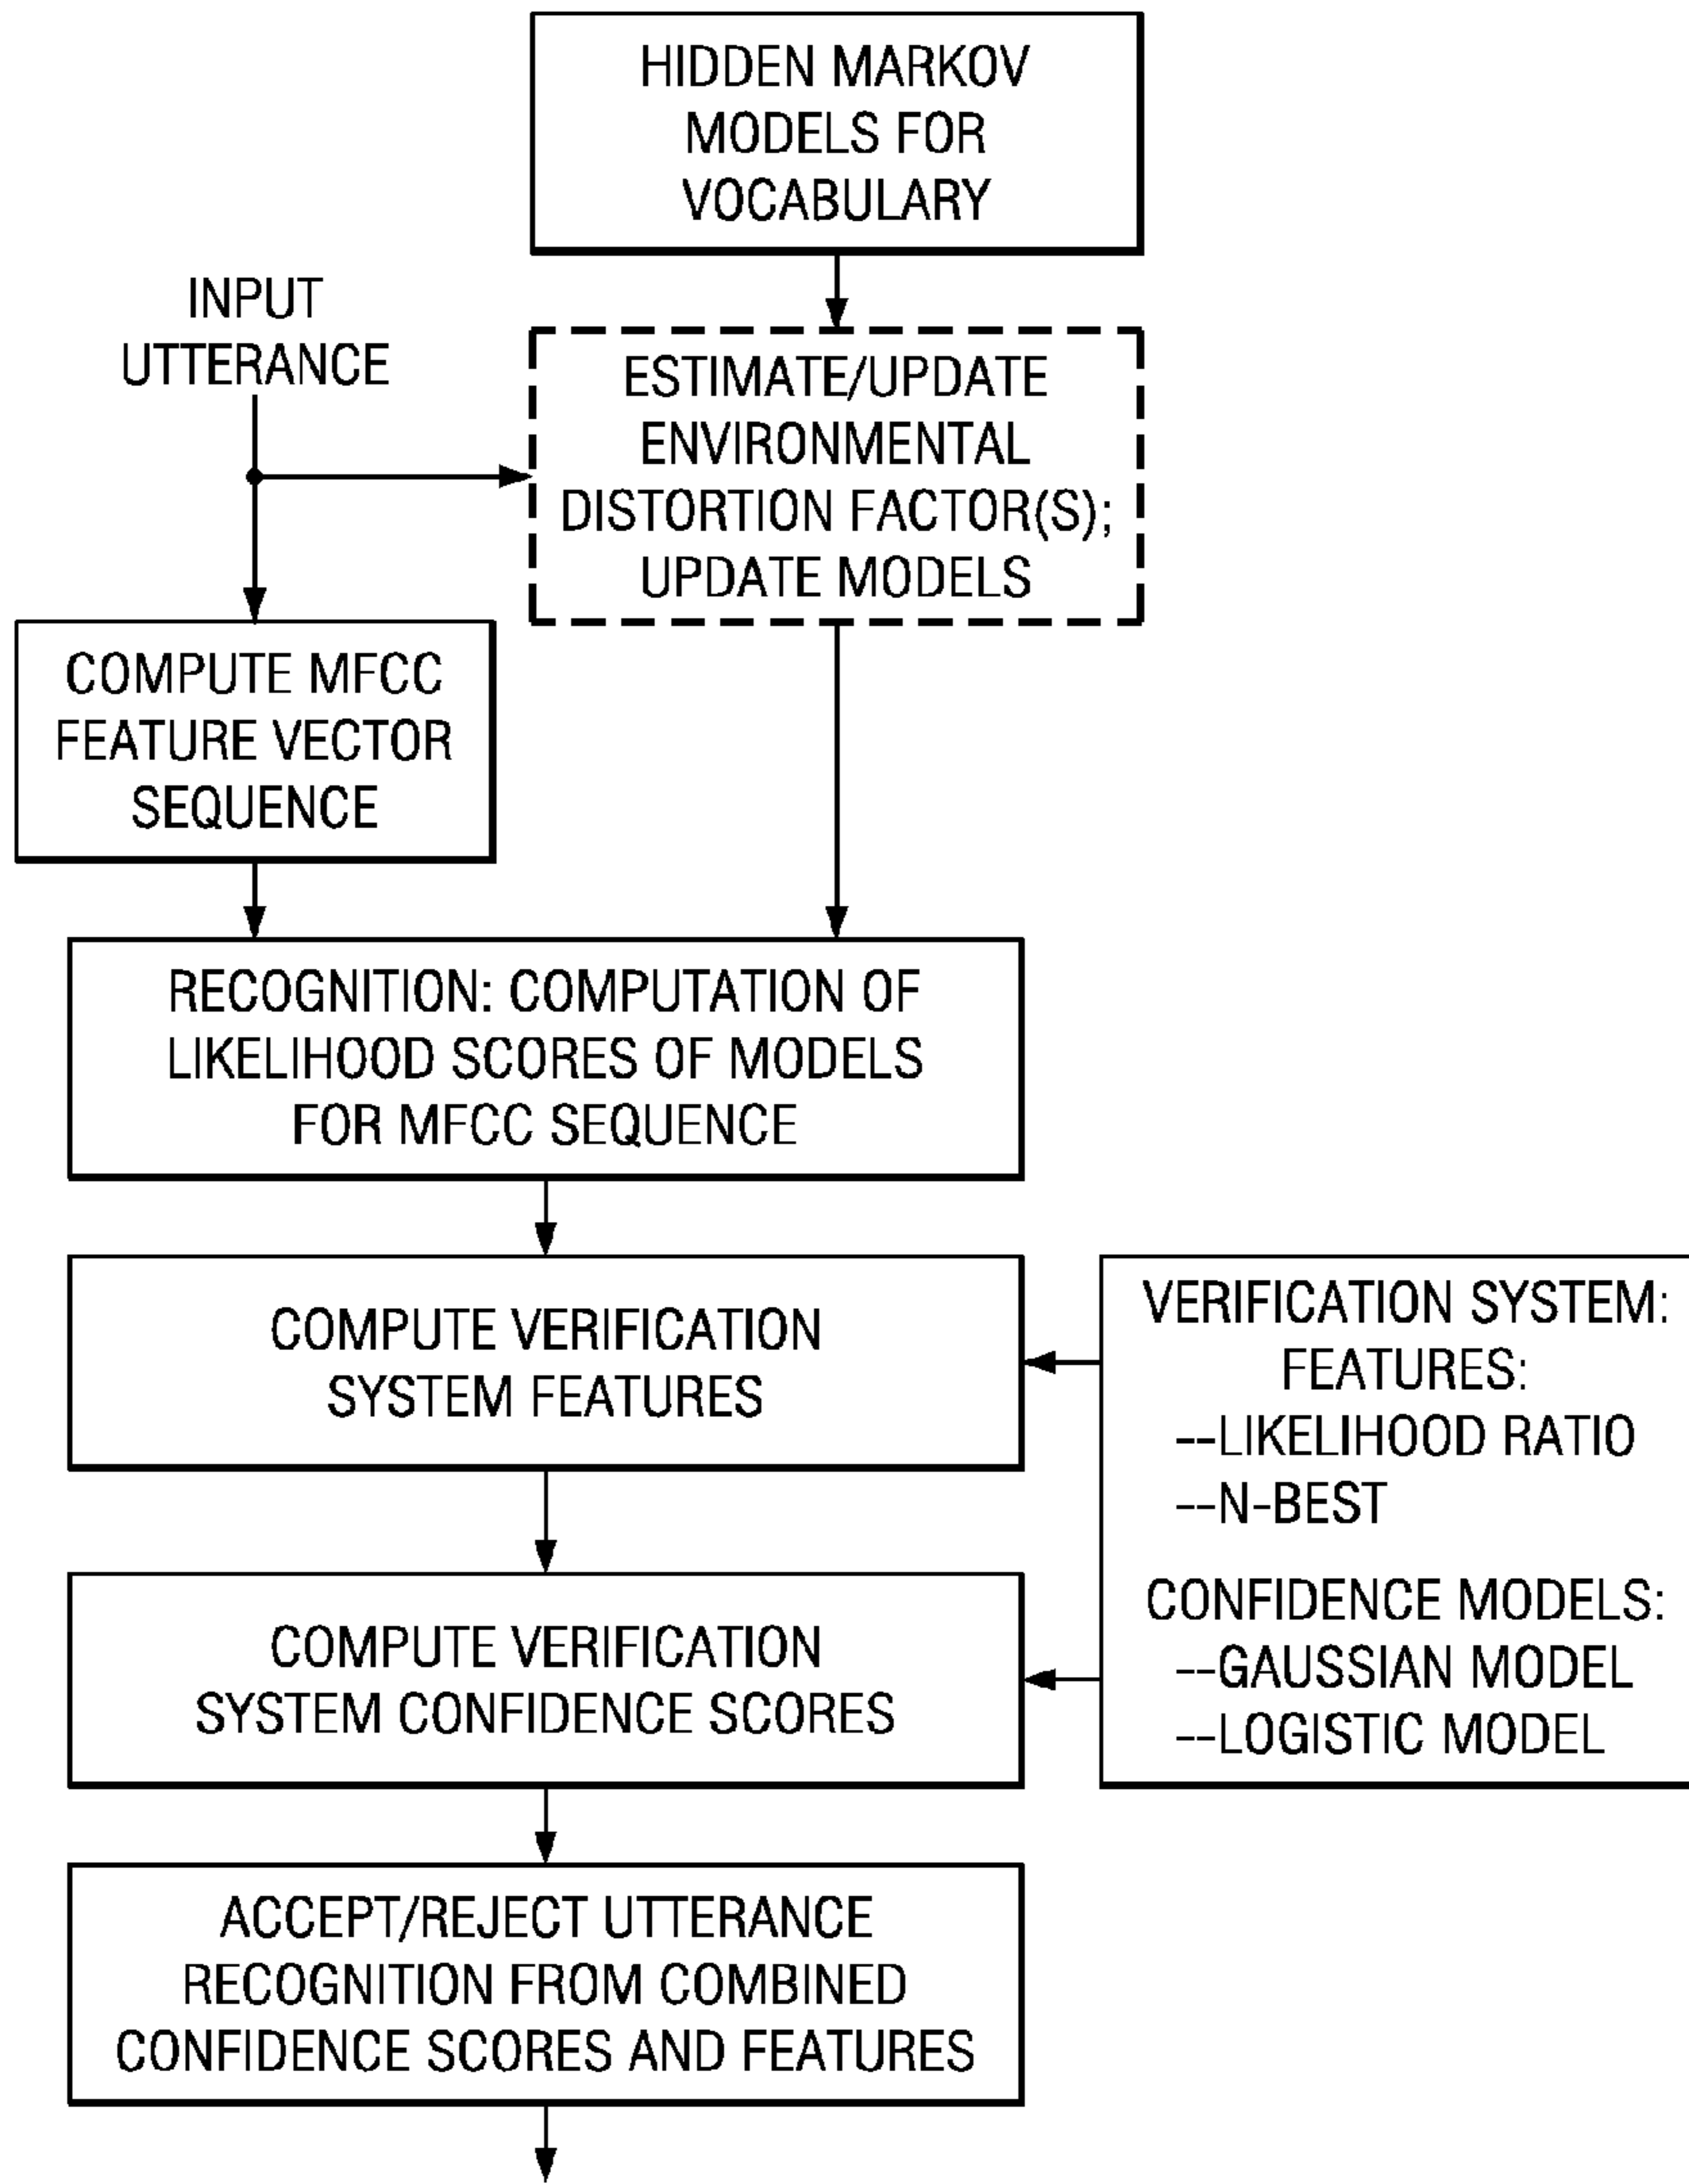 HIDDEN MARKOV
MODELS FOR
VOCABULARY
INPUT
UTTERANCE
ESTIMATE/UPDATE
ENVIRONMENTAL
DISTORTION FACTOR(S);
UPDATE MODELS
COMPUTE MFCC
FEATURE VECTOR
SEQUENCE
RECOGNITION: COMPUTATION OF
LIKELIHOOD SCORES OF MODELS
FOR MFCC SEQUENCE
COMPUTE VERIFICATION
SYSTEM FEATURES
VERIFICATION SYSTEM:
FEATURES:
--LIKELIHOOD RATIO
--N-BEST
CONFIDENCE MODELS:
--GAUSSIAN MODEL
--LOGISTIC MODEL
COMPUTE VERIFICATION
SYSTEM CONFIDENCE SCORES
ACCEPT/REJECT UTTERANCE
RECOGNITION FROM COMBINED
CONFIDENCE SCORES AND FEATURES